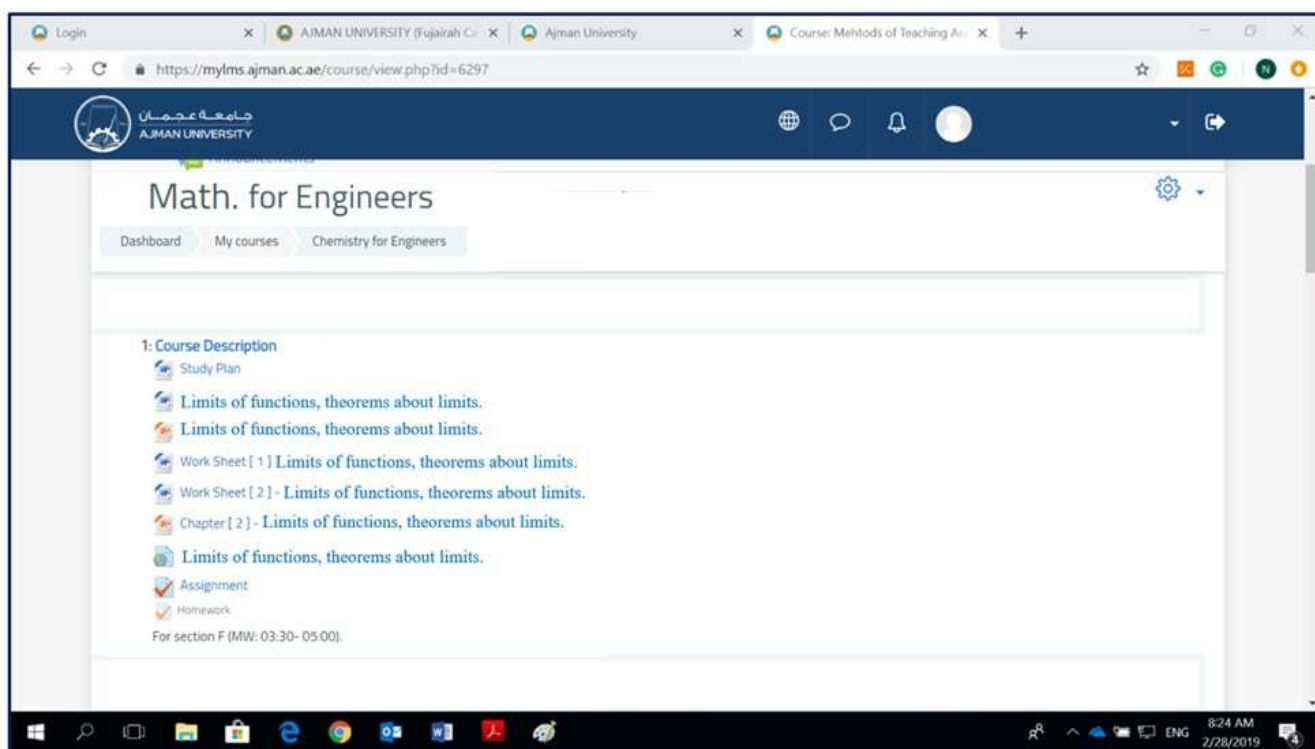 Login
AJMAN UNIVERSITY (Fujairah Ca
Ajman University
Course: Mehtods of Teaching
https://mylms.ajman.ac.ae/course/view.php?id=6297
SC G N
جامعة عجمان
AJMAN UNIVERSITY
Announcements
Math. for Engineers
Dashboard My courses Chemistry for Engineers
1: Course Description
Study Plan
Limits of functions, theorems about limits.
Limits of functions, theorems about limits.
Work Sheet [ 1 ] Limits of functions, theorems about limits.
Work Sheet [ 2 ] - Limits of functions, theorems about limits.
Chapter [ 2 ] - Limits of functions, theorems about limits.
Limits of functions, theorems about limits.
Assignment
Homework
For section F (MW: 03:30- 05:00).
ENG
8:24 AM
2/28/2019
4